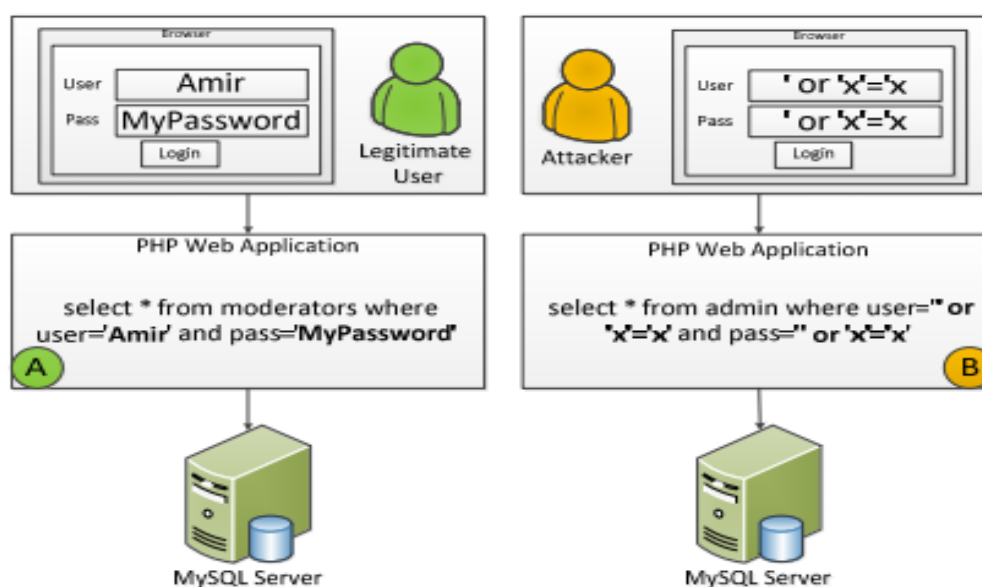 Browser
User Amir
Pass MyPassword
Login
Legitimate
User
PHP Web Application
select * from moderators where
user='Amir' and pass='MyPassword'
A
MySQL Server
Browser
User ' or 'x'='x
Pass ' or 'x'='x
Login
Attacker
PHP Web Application
select * from admin where user='' or
'x'='x' and pass='' or 'x'='x'
B
MySQL Server